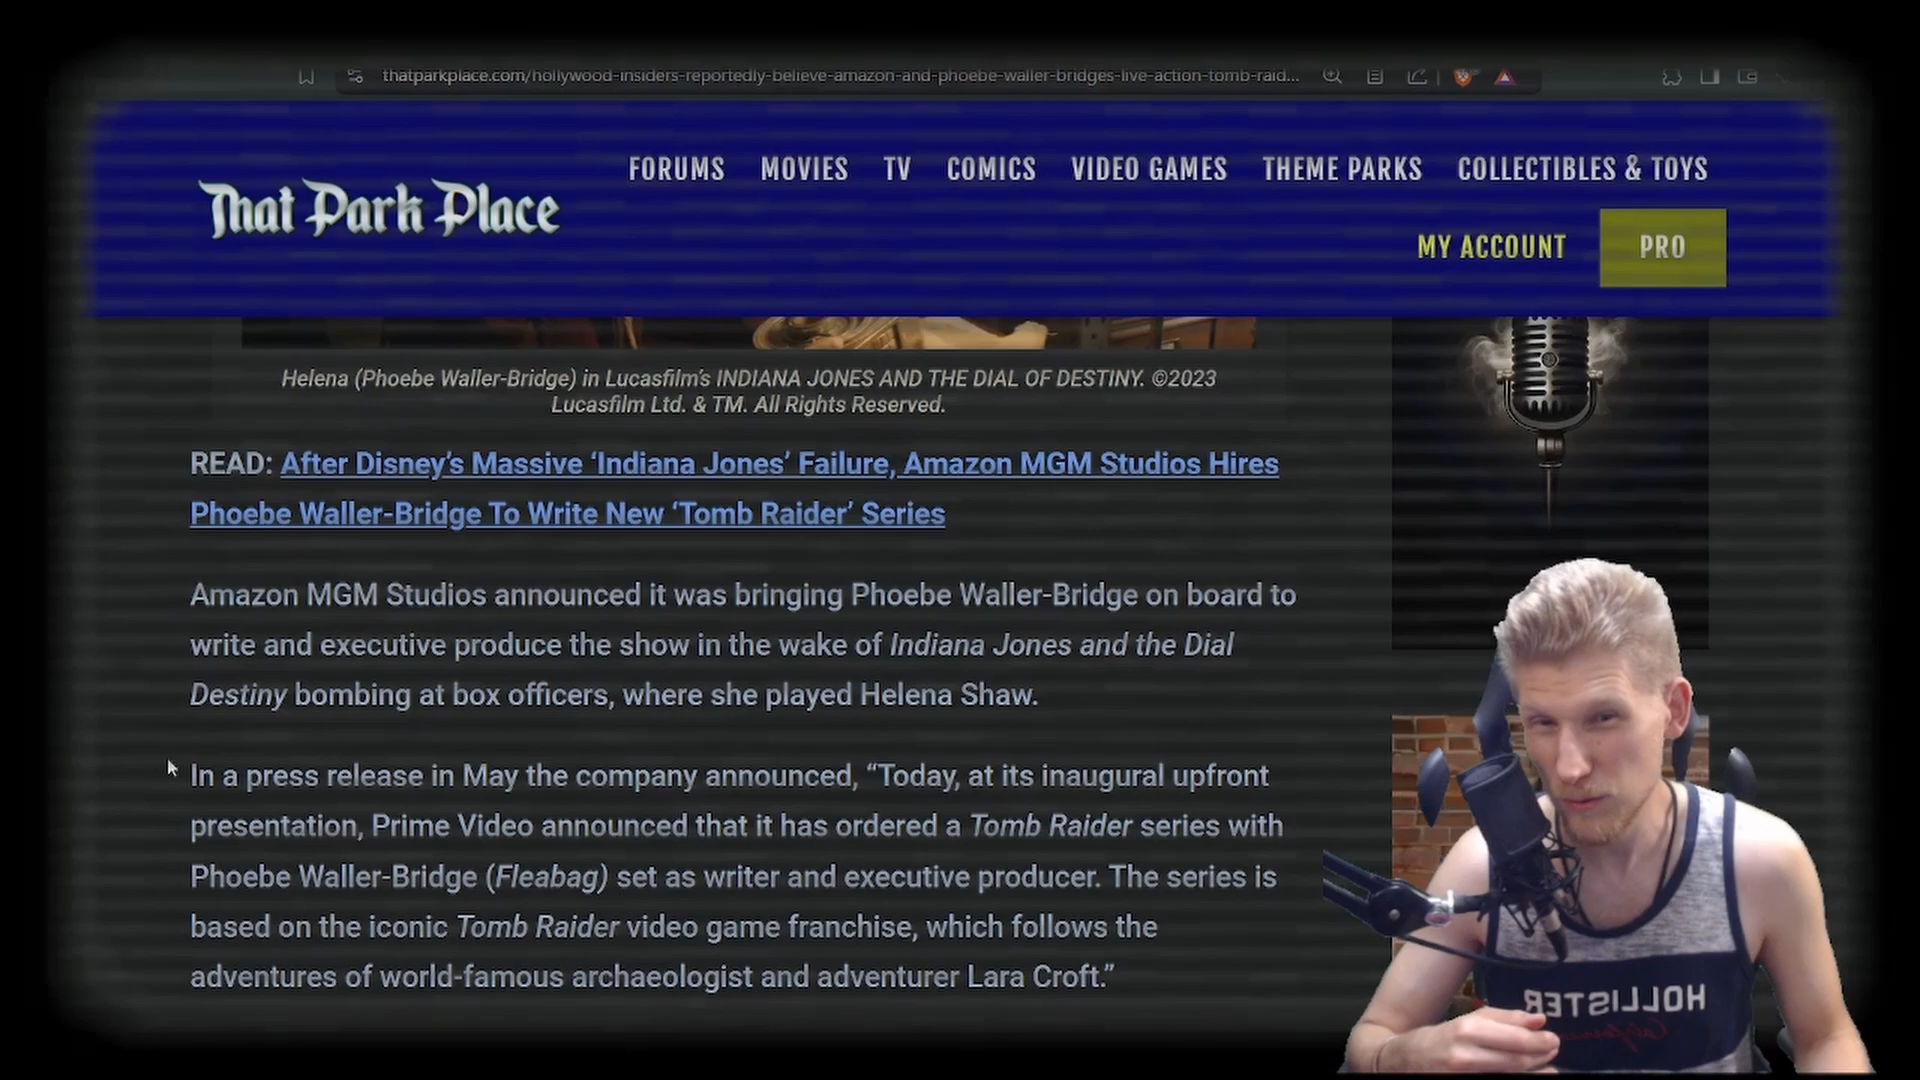 thatparkplace.com/hollywood-insiders-reportedly-believe-amazon-and-phoebe-waller-bridges-live-action-tomb-raid...
FORUMS MOVIES TV COMICS VIDEO GAMES THEME PARKS COLLECTIBLES & TOYS
That Park Place
MY ACCOUNT PRO
Helena (Phoebe Waller-Bridge) in Lucasfilm's INDIANA JONES AND THE DIAL OF DESTINY. ©2023
Lucasfilm Ltd. & TM. All Rights Reserved.
READ: After Disney's Massive ‘Indiana Jones’ Failure, Amazon MGM Studios Hires
Phoebe Waller-Bridge To Write New ‘Tomb Raider’ Series
Amazon MGM Studios announced it was bringing Phoebe Waller-Bridge on board to
write and executive produce the show in the wake of Indiana Jones and the Dial
Destiny bombing at box officers, where she played Helena Shaw.
In a press release in May the company announced, “Today, at its inaugural upfront
presentation, Prime Video announced that it has ordered a Tomb Raider series with
Phoebe Waller-Bridge (Fleabag) set as writer and executive producer. The series is
based on the iconic Tomb Raider video game franchise, which follows the
adventures of world-famous archaeologist and adventurer Lara Croft.”
HOLLISTER
California